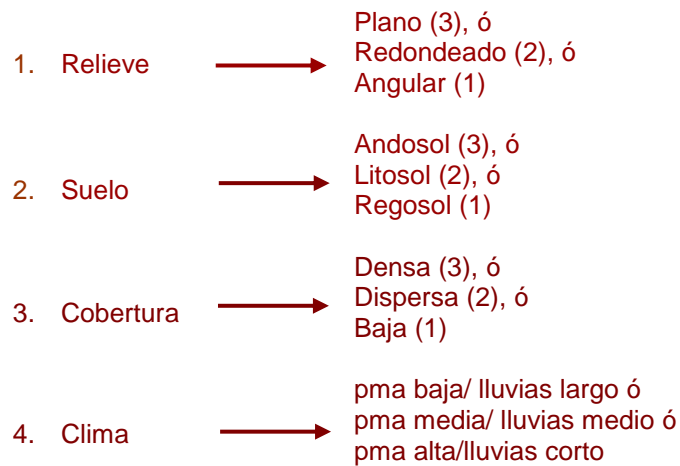 1. Relieve
Plano (3), ó
Redondeado (2), ó
Angular (1)
2. Suelo
Andosol (3), ó
Litosol (2), ó
Regosol (1)
3. Cobertura
Densa (3), ó
Dispersa (2), ó
Baja (1)
4. Clima
pma baja/ lluvias largo ó
pma media/ lluvias medio ó
pma alta/lluvias corto